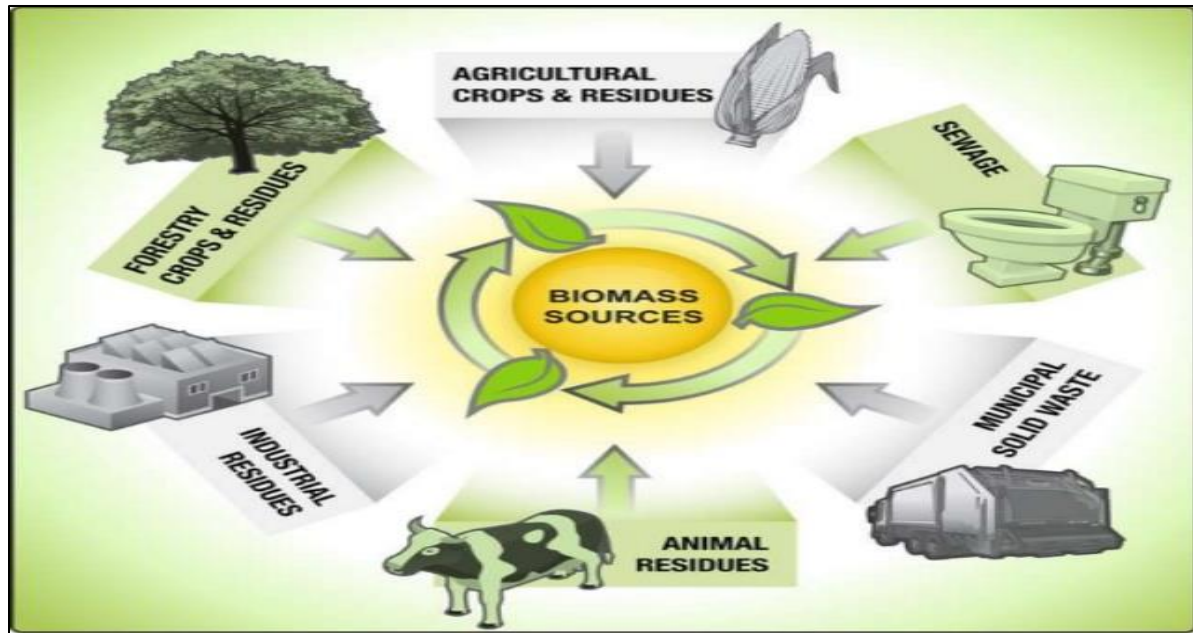 AGRICULTURAL
CROPS & RESIDUES
SEWAGE
FORESTRY
CROPS & RESIDUES
BIOMASS
SOURCES
MUNICIPAL
SOLID WASTE
INDUSTRIAL
RESIDUES
ANIMAL
RESIDUES